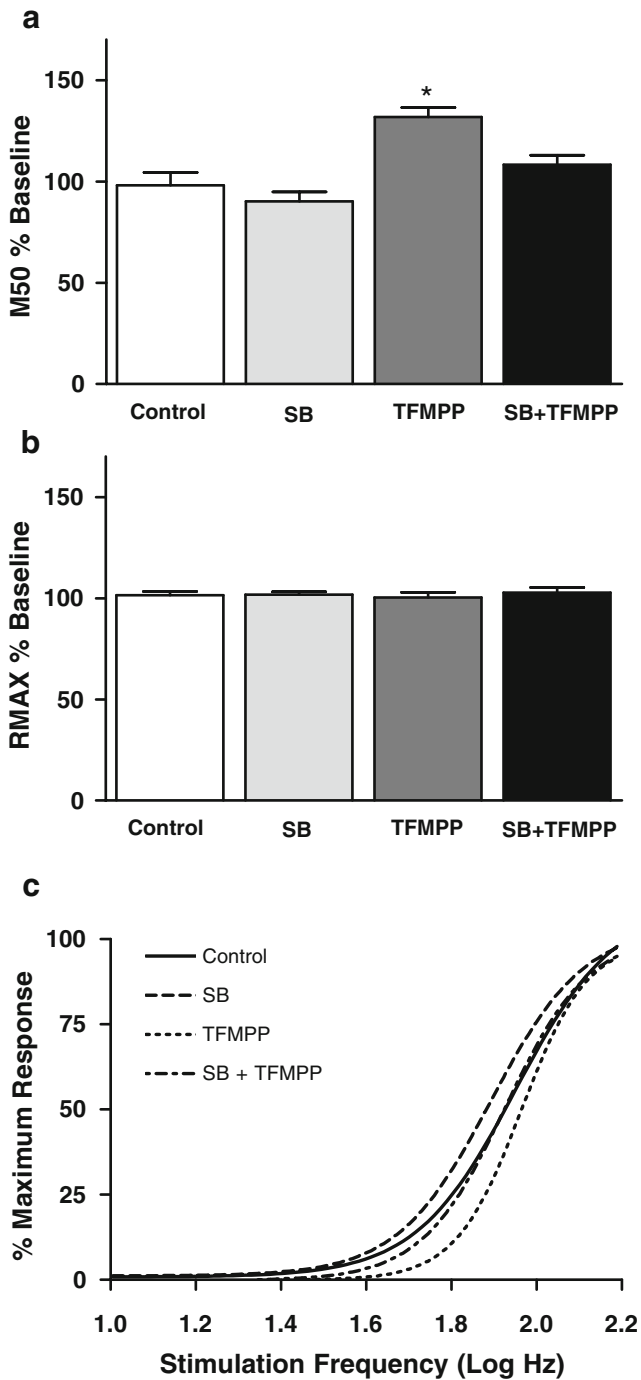 a
M50 % Baseline
150
100
50
0
*
Control SB TFMPP SB+TFMPP
b
RMAX % Baseline
150
100
50
0
Control SB TFMPP SB+TFMPP
c
% Maximum Response
100
75
50
25
0
Control
SB
TFMPP
SB + TFMPP
1.0 1.2 1.4 1.6 1.8 2.0 2.2
Stimulation Frequency (Log Hz)